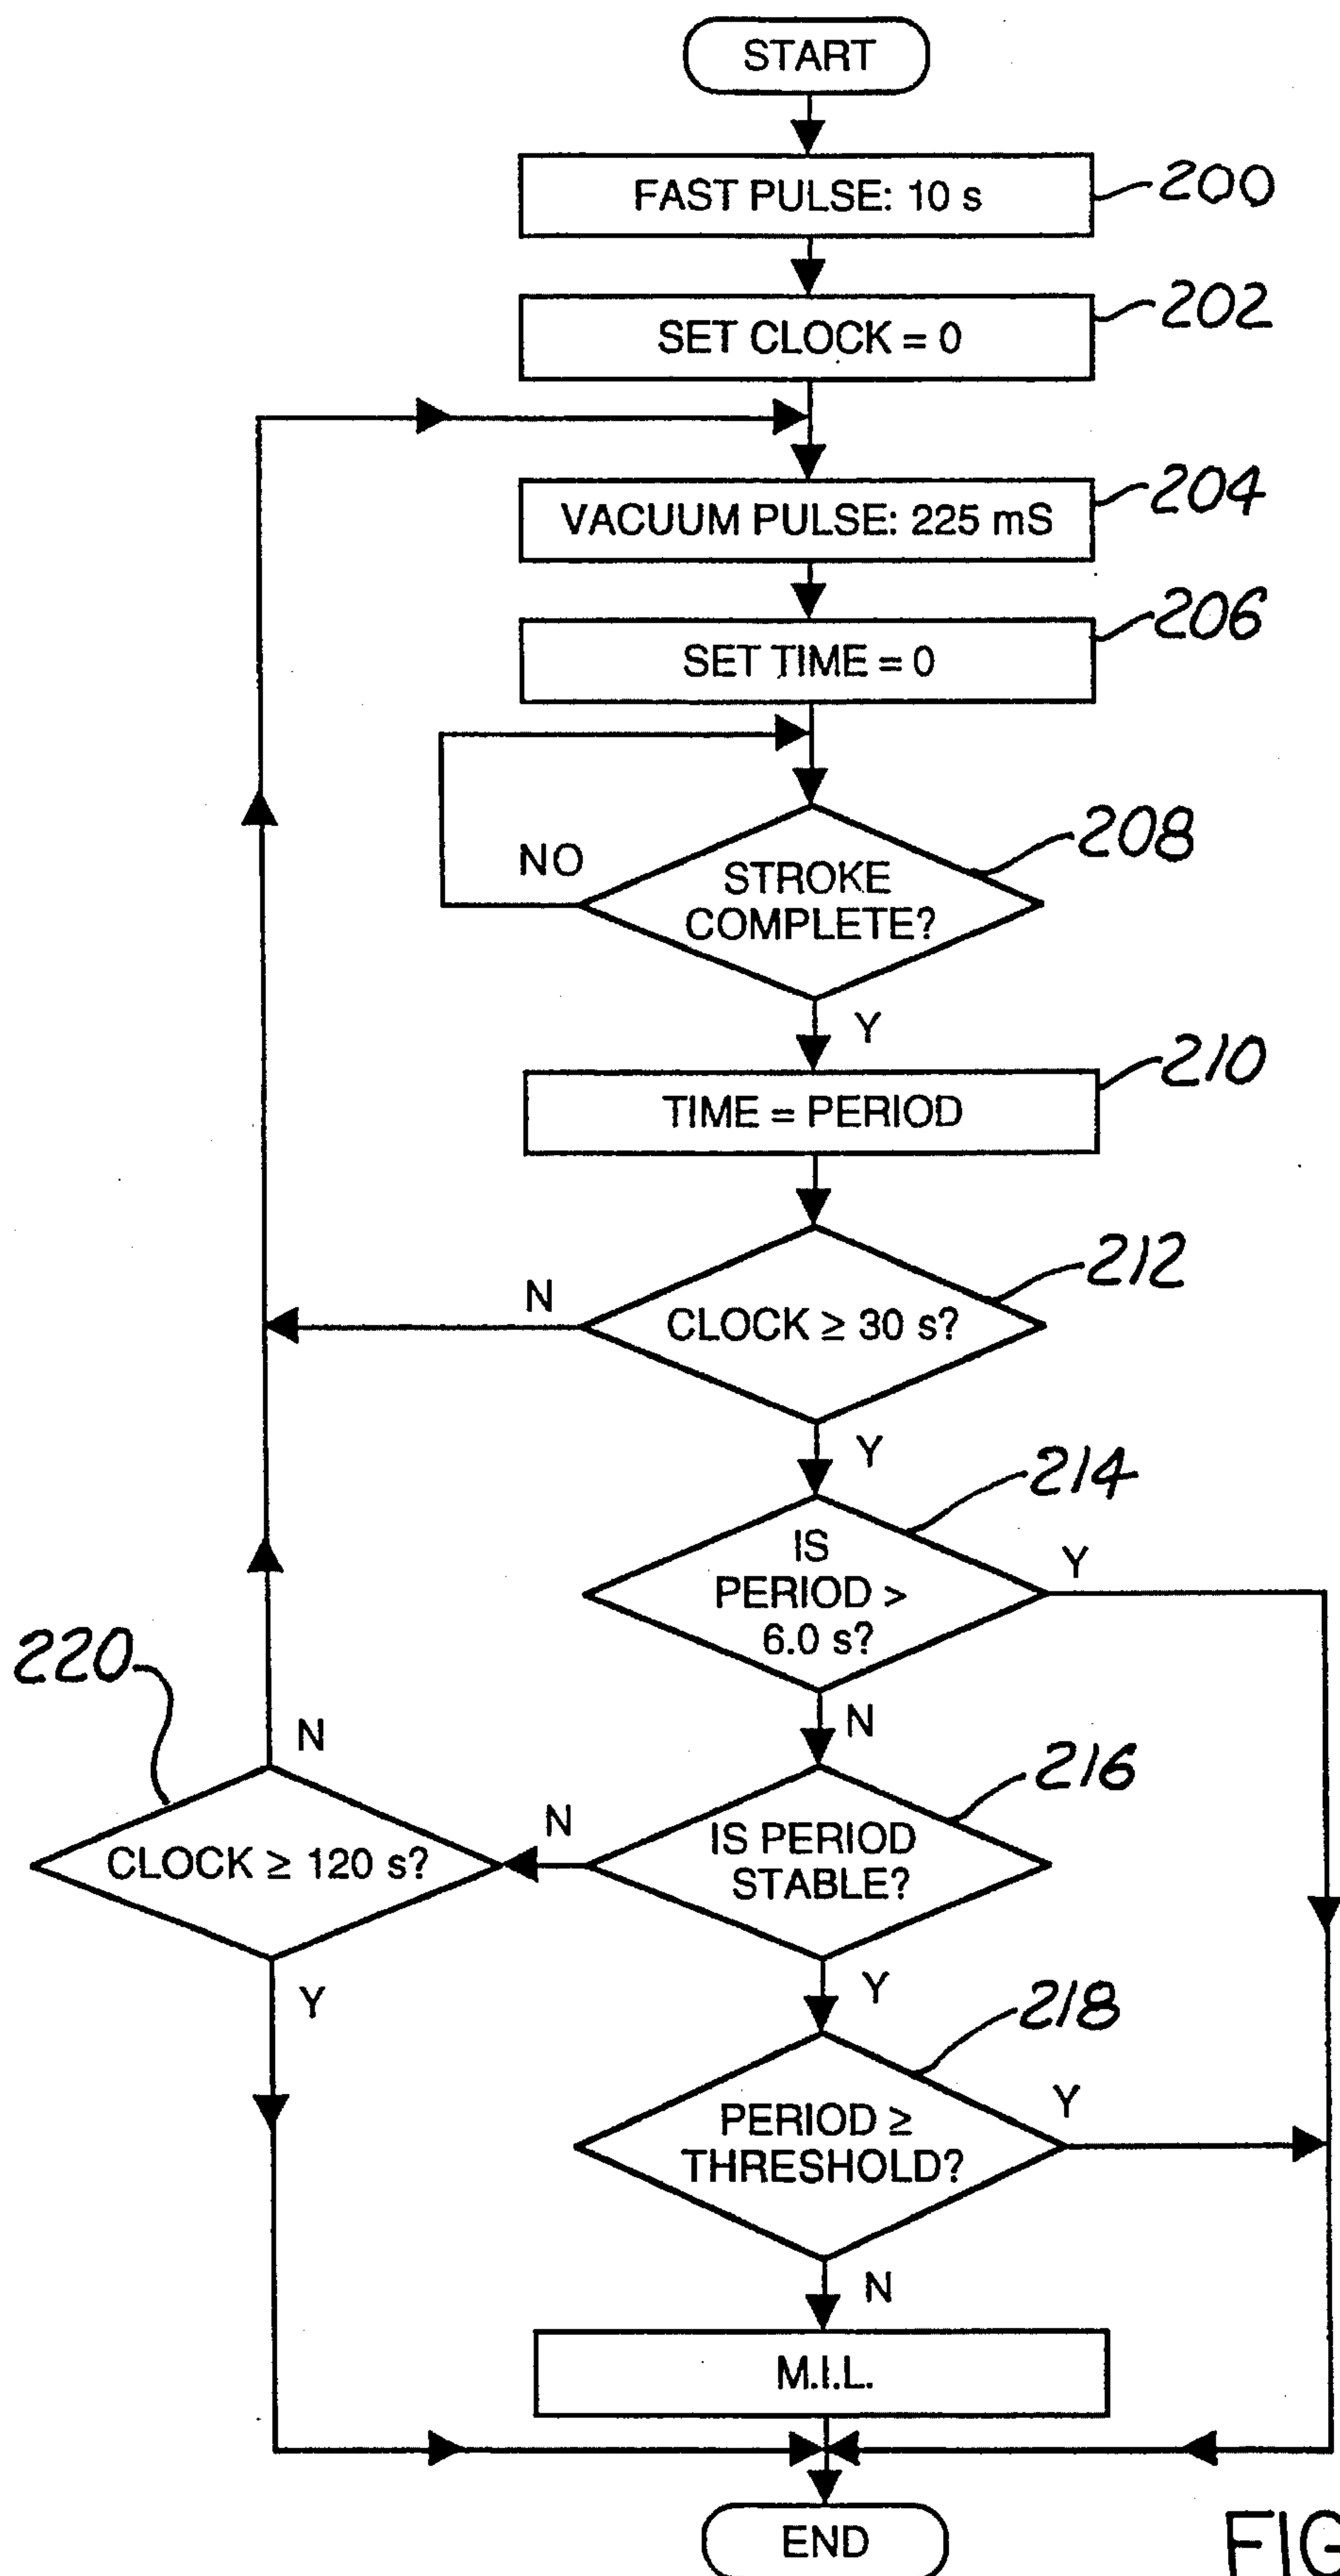 START
FAST PULSE: 10 s
200
SET CLOCK = 0
202
VACUUM PULSE: 225 mS
204
SET TIME = 0
206
NO
STROKE
COMPLETE?
208
Y
TIME = PERIOD
210
N
CLOCK ≥ 30 s?
212
Y
IS
PERIOD >
6.0 s?
214
Y
N
220
N
CLOCK ≥ 120 s?
N
IS PERIOD
STABLE?
216
Y
Y
PERIOD ≥
THRESHOLD?
218
Y
N
M.I.L.
END
FIG